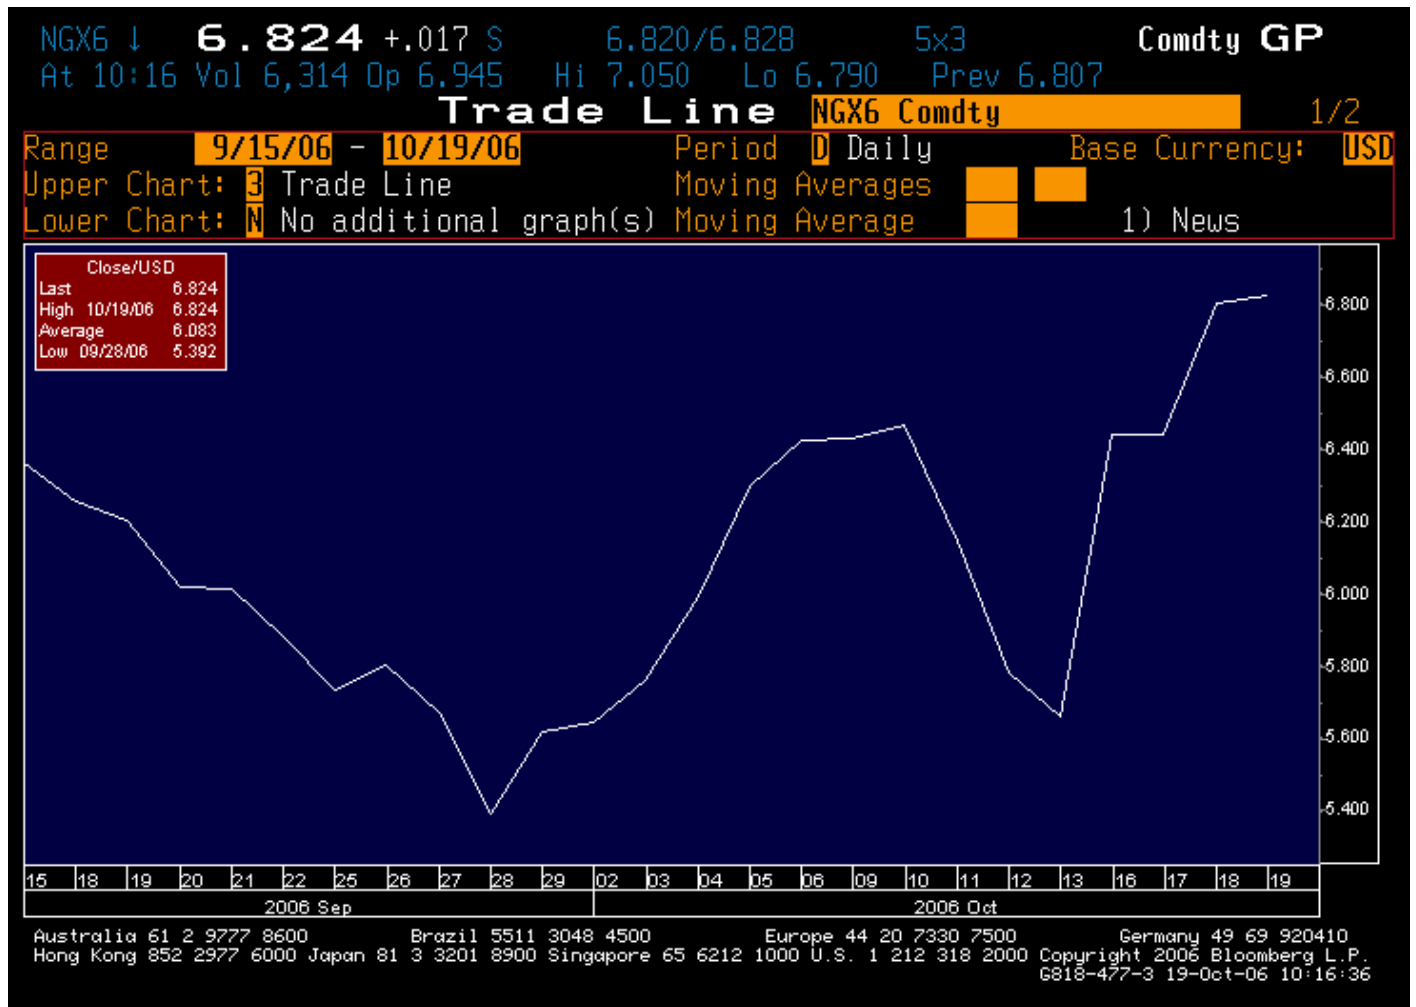 NGX6 ↓ 6.824 +.017 S 6.820/6.828 5x3 Comdty GP
At 10:16 Vol 6,314 Op 6.945 Hi 7.050 Lo 6.790 Prev 6.807
Trade Line NGX6 Comdty 1/2
Range 9/15/06 - 10/19/06 Period D Daily Base Currency: USD
Upper Chart: 3 Trade Line Moving Averages
Lower Chart: N No additional graph(s) Moving Average 1) News
Close/USD
Last 6.824
High 10/19/06 6.824
Average 6.083
Low 09/28/06 5.392
6.800
6.600
6.400
6.200
6.000
5.800
5.600
5.400
15 18 19 20 21 22 25 26 27 28 29 02 03 04 05 06 09 10 11 12 13 16 17 18 19
2006 Sep 2006 Oct
Australia 61 2 9777 8600 Brazil 5511 3048 4500 Europe 44 20 7330 7500 Germany 49 69 920410
Hong Kong 852 2977 6000 Japan 81 3 3201 8900 Singapore 65 6212 1000 U.S. 1 212 318 2000 Copyright 2006 Bloomberg L.P.
G818-477-3 19-Oct-06 10:16:36